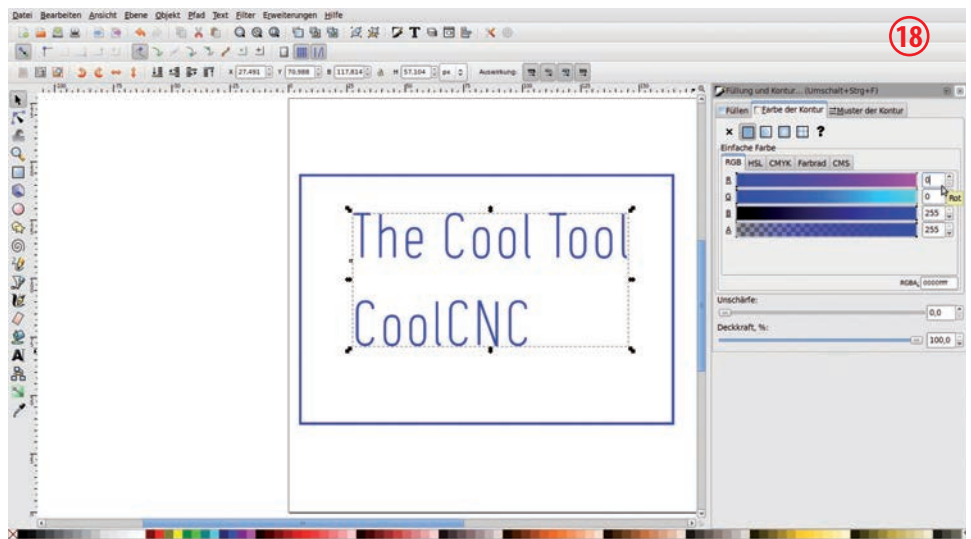 Datei Bearbeiten Ansicht Ebene Objekt Pfad Text Filter Erweiterungen Hilfe
18
X 27,491 Y 70,988 B 117,814 H 57,104 px Auswirkung:
Füllung und Kontur... (Umschalt+Strg+F)
Füllen Farbe der Kontur Muster der Kontur
Einfache Farbe
RGB HSL CMYK Farbrad CMS
R 0
G 0 Rot
B 255
A 255
RGBA: 0000ffff
The Cool Tool
CoolCNC
Unschärfe:
0,0
Deckkraft, %:
100,0